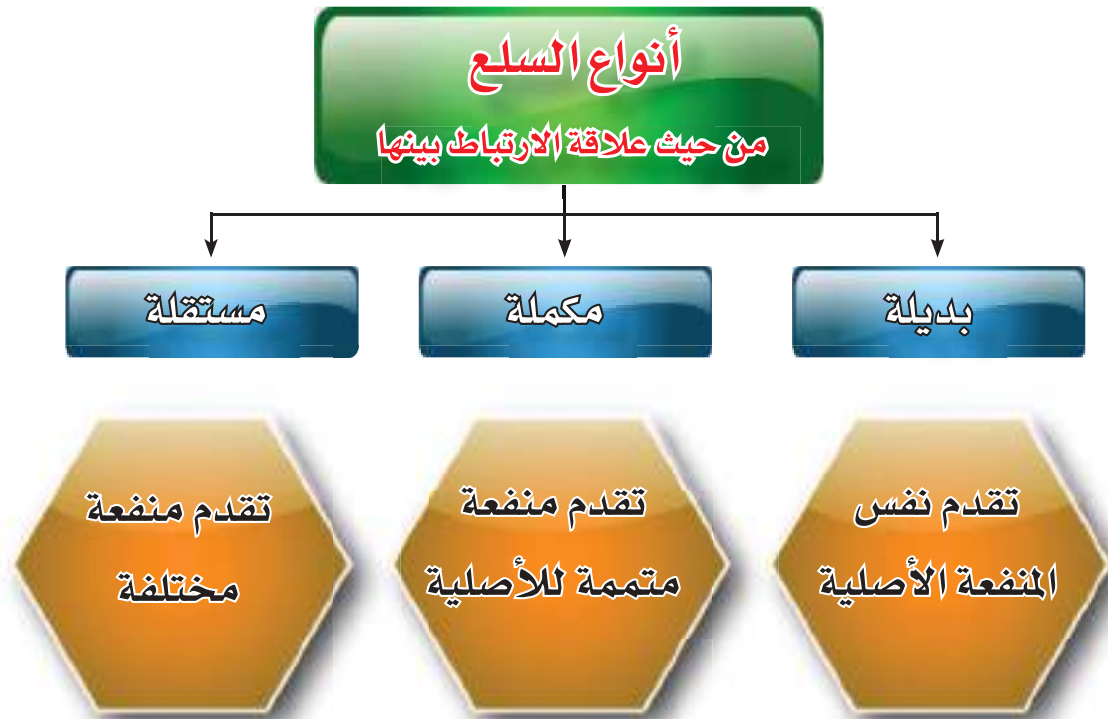 أنواع السلع
من حيث علاقة الارتباط بينها
بديلة
مكملة
مستقلة
تقدم نفس
المنفعة الأصلية
تقدم منفعة
متممة للأصلية
تقدم منفعة
مختلفة